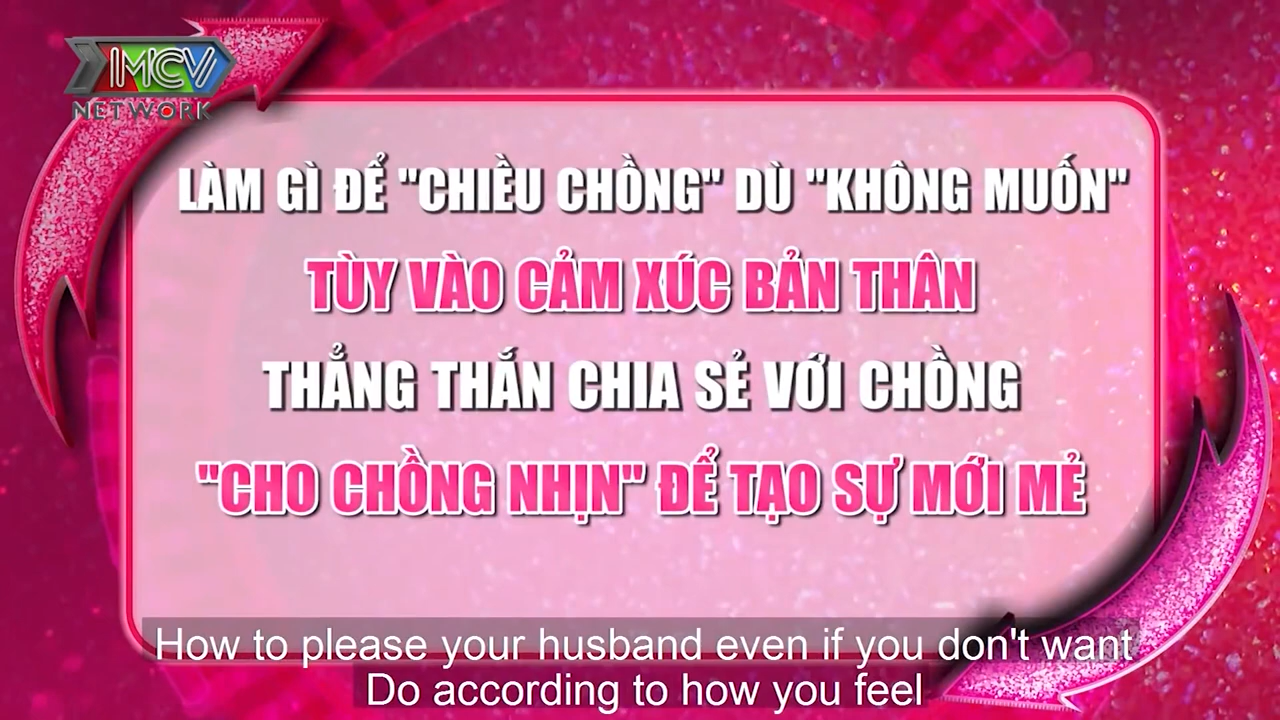 MCV
NETWORK
LÀM GÌ ĐỂ "CHIỀU CHỒNG" DÙ "KHÔNG MUỐN"
TÙY VÀO CẢM XÚC BẢN THÂN
THẲNG THẮN CHIA SẺ VỚI CHỒNG
"CHO CHỒNG NHỊN" ĐỂ TẠO SỰ MỚI MẺ
How to please your husband even if you don't want
Do according to how you feel